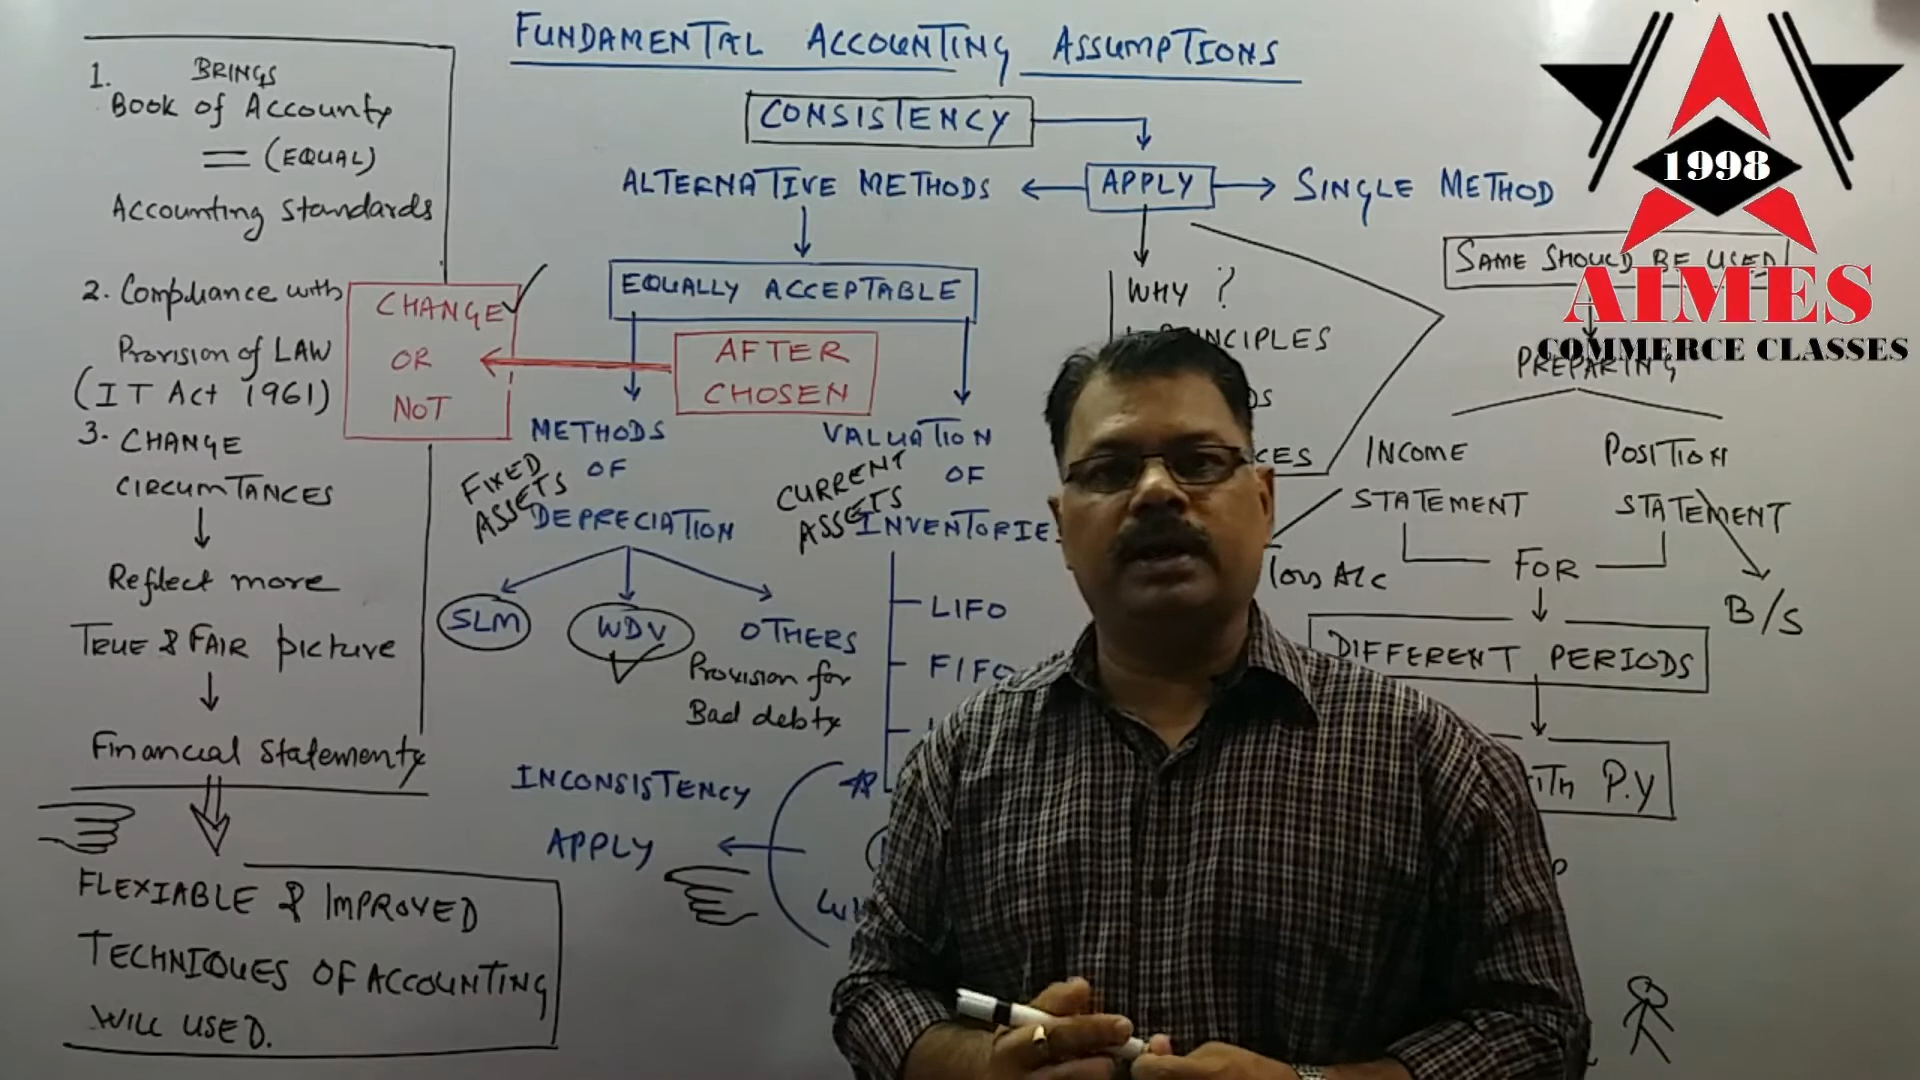 FUNDAMENTAL ACCOUNTING ASSUMPTIONS
CONSISTENCY
ALTERNATIVE METHODS
APPLY
SINGLE METHOD
1998
AIMES
COMMERCE CLASSES
1. BRINGS
Book of Accounts
= (EQUAL)
Accounting Standards
2. Compliance with
Provision of LAW
(IT Act 1961)
3. CHANGE
CIRCUMTANCES
Reflect more
TRUE & FAIR picture
Financial Statements
FLEXIABLE & IMPROVED
TECHNIQUES OF ACCOUNTING
WILL USED.
CHANGE
OR
NOT
EQUALLY ACCEPTABLE
AFTER
CHOSEN
METHODS
OF
DEPRECIATION
FIXED
ASSETS
SLM
WDV
OTHERS
Provision for
Bad debts
VALUATION
OF
INVENTORIE
CURRENT
ASSETS
LIFO
FIFO
INCONSISTENCY
APPLY
WHY ?
SAME SHOULD BE USED
PREPARING
INCOME
STATEMENT
POSITION
STATEMENT
FOR
B/S
DIFFERENT PERIODS
P.Y